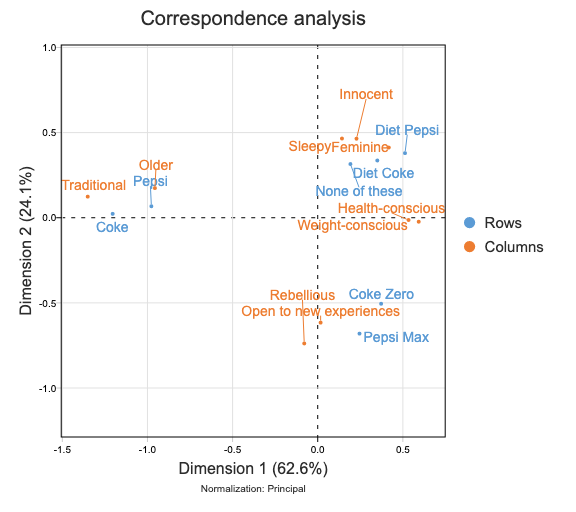 Correspondence analysis
1.0
Innocent
0.5
Diet Pepsi
Sleepy
Feminine
Older
Diet Coke
Traditional
Pepsi
None of these
Health-conscious
0.0
Weight-conscious
Coke
Rows
Columns
Dimension 2 (24.1%)
Rebellious
Coke Zero
-0.5
Open to new experiences
Pepsi Max
-1.0
-1.5
-1.0
-0.5
0.0
0.5
Dimension 1 (62.6%)
Normalization: Principal